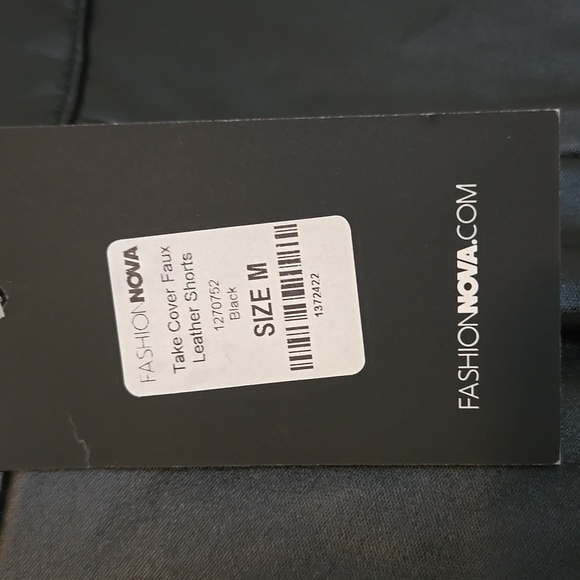 FASHIONNOVA
Take Cover Faux
Leather Shorts
1270752
Black
SIZE M
1372422
FASHIONNOVA.COM